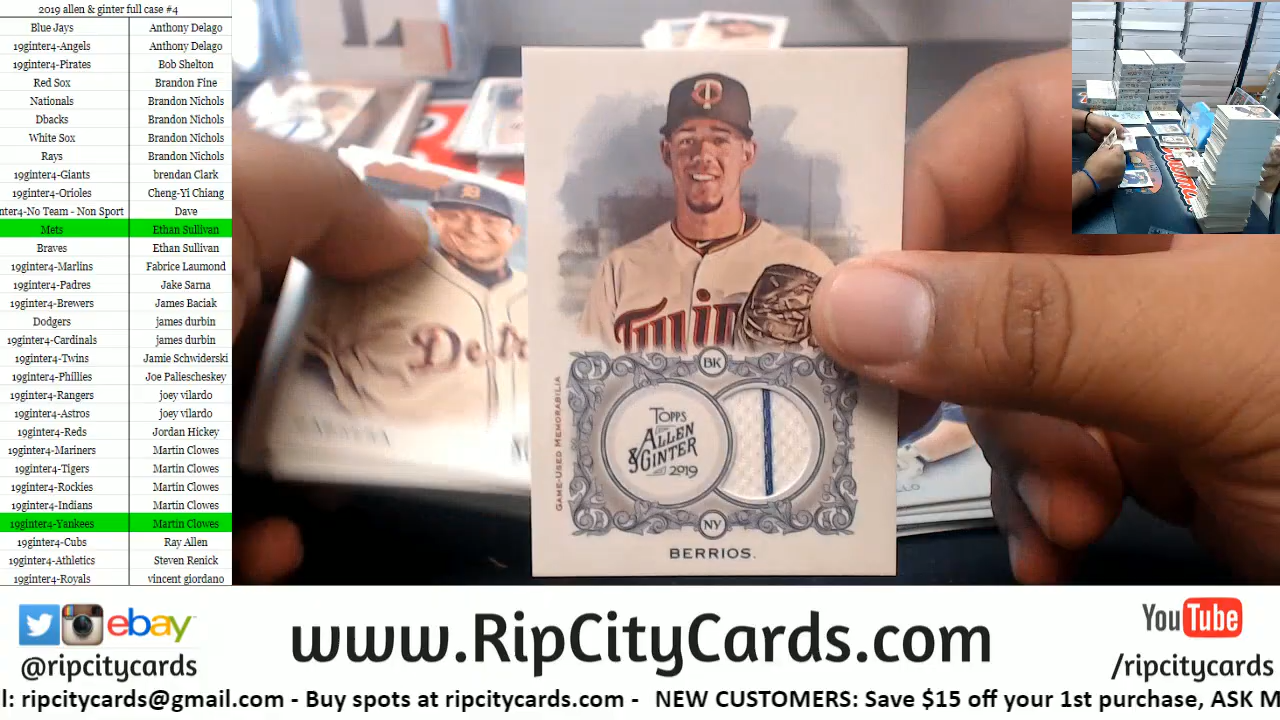 2019 allen & ginter full case #4
Blue Jays Anthony Delago
19ginter4-Angels Anthony Delago
19ginter4-Pirates Bob Shelton
Red Sox Brandon Fine
Nationals Brandon Nichols
Dbacks Brandon Nichols
White Sox Brandon Nichols
Rays Brandon Nichols
19ginter4-Giants brendan Clark
19ginter4-Orioles Cheng-Yi Chiang
nter4-No Team - Non Sport Dave
Mets Ethan Sullivan
Braves Ethan Sullivan
19ginter4-Marlins Fabrice Laumond
19ginter4-Padres Jake Sarna
19ginter4-Brewers James Baciak
Dodgers james durbin
19ginter4-Cardinals james durbin
19ginter4-Twins Jamie Schwiderski
19ginter4-Phillies Joe Paliescheskey
19ginter4-Rangers joey vilardo
19ginter4-Astros joey vilardo
19ginter4-Reds Jordan Hickey
19ginter4-Mariners Martin Clowes
19ginter4-Tigers Martin Clowes
19ginter4-Rockies Martin Clowes
19ginter4-Indians Martin Clowes
19ginter4-Yankees Martin Clowes
19ginter4-Cubs Ray Allen
19ginter4-Athletics Steven Renick
19ginter4-Royals vincent giordano
Twin
BK
GAME-USED MEMORABILIA
TOPPS
ALLEN
& GINTER
2019
NY
BERRIOS.
ebay
@ripcitycards
www.RipCityCards.com
YouTube
/ripcitycards
l: ripcitycards@gmail.com - Buy spots at ripcitycards.com - NEW CUSTOMERS: Save $15 off your 1st purchase, ASK M